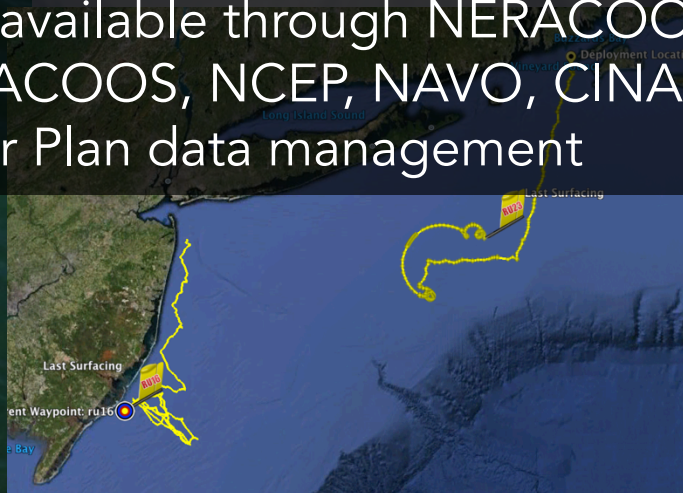 available through NERACOO
ACOOS, NCEP, NAVO, CINA
r Plan data management
Deployment Locati
Long Island Sound
Last Surfacing
RU23
Last Surfacing
RU16
ent Waypoint: ru16
e Bay